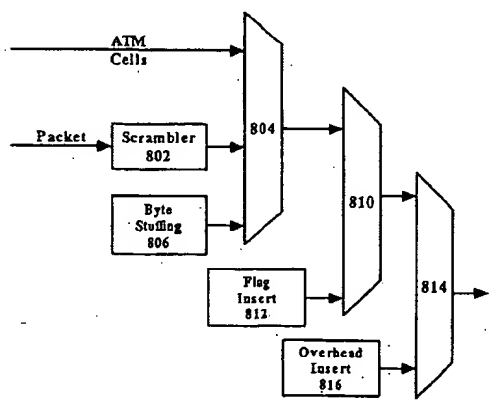 ATM
Cells
804
Packet
Scrambler
802
Byte
Stuffing
806
810
Flag
Insert
812
814
Overhead
Insert
816